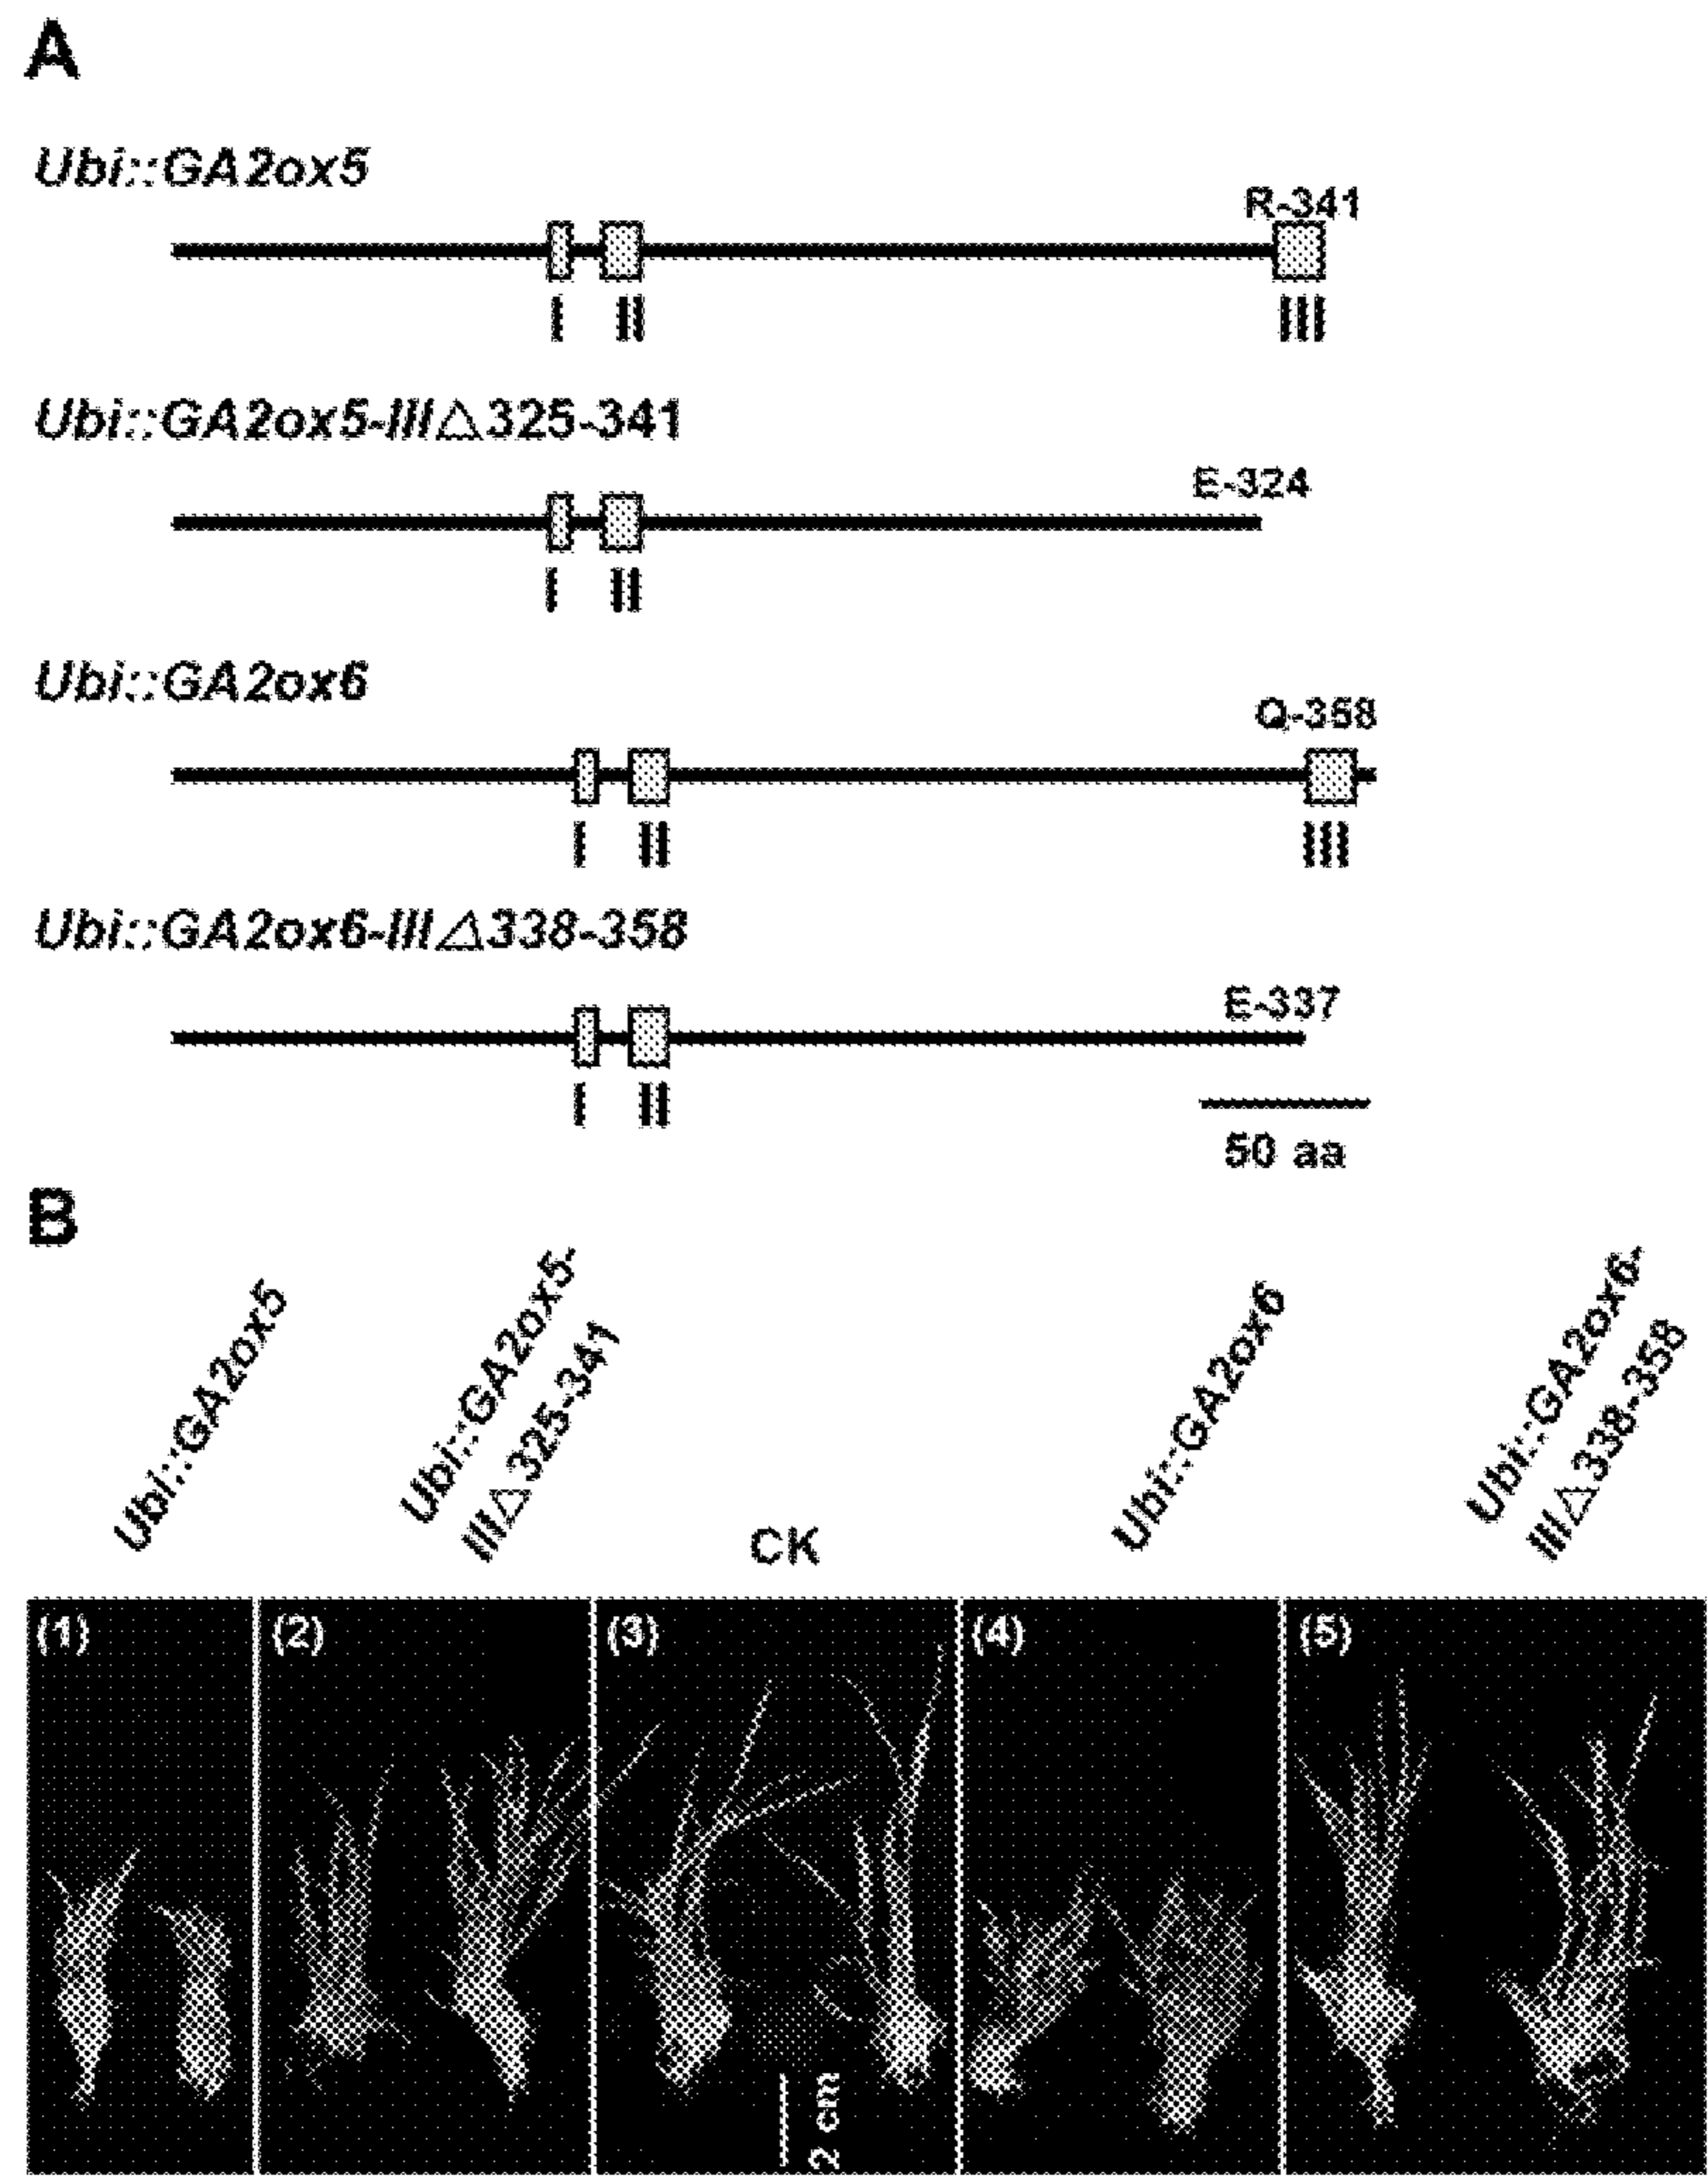 A
Ubi::GA2ox5
R-341
I II III
Ubi::GA2ox5-III△325-341
E-324
I II
Ubi::GA2ox6
Q-358
I II III
Ubi::GA2ox6-III△338-358
E-337
I II
50 aa
B
Ubi::GA2ox5
Ubi::GA2ox5-
III△325-341
CK
Ubi::GA2ox6
Ubi::GA2ox6-
III△338-358
(1) (2) (3) (4) (5)
2 cm